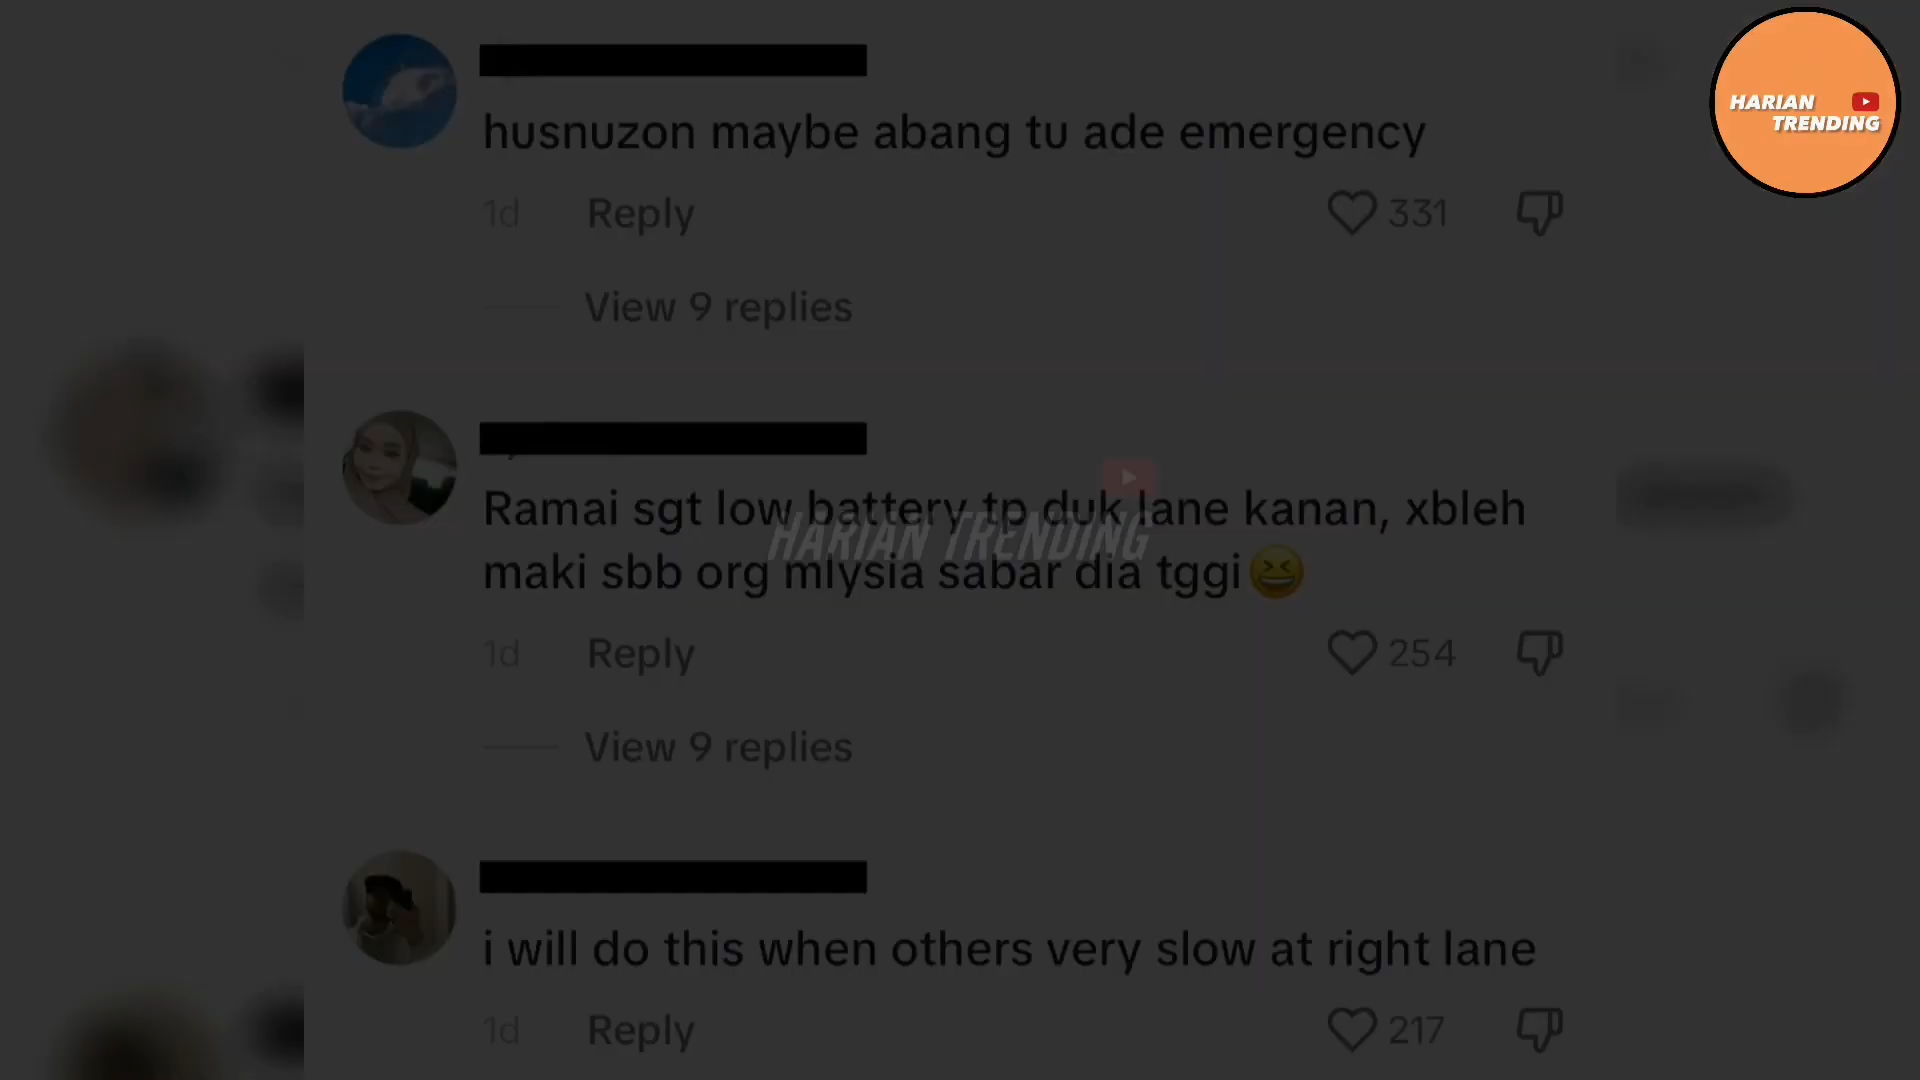 HARIAN
TRENDING
husnuzon maybe abang tu ade emergency
1d Reply 331
View 9 replies
Ramai sgt low battery tp duk lane kanan, xbleh
HARIAN TRENDING
maki sbb org mlysia sabar dia tggi😆
1d Reply 254
View 9 replies
i will do this when others very slow at right lane
1d Reply 217